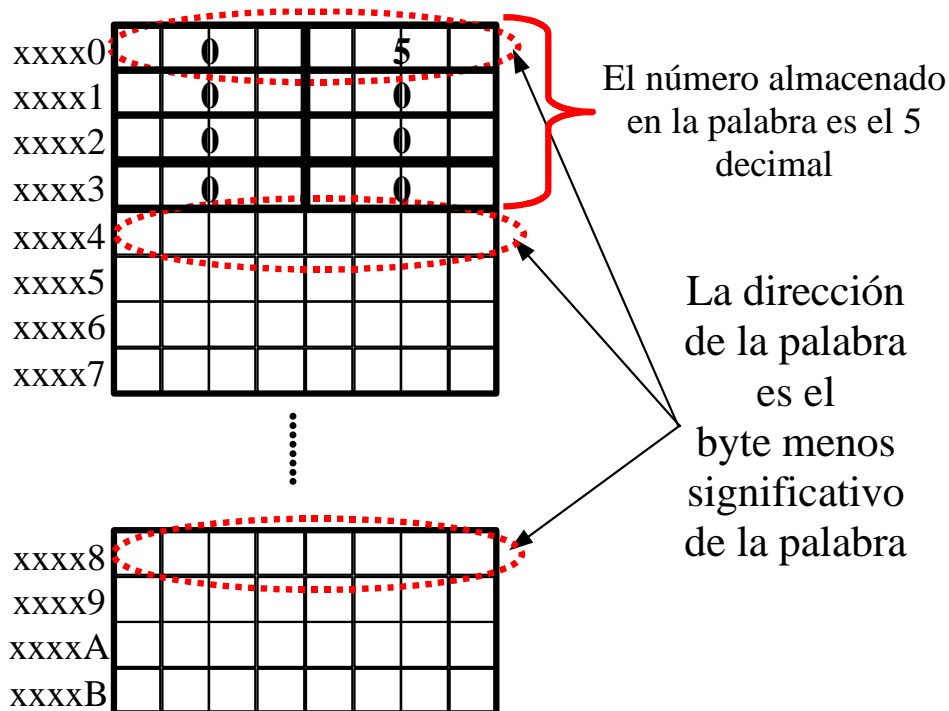 xxxx0 0 5
xxxx1 0 0
xxxx2 0 0
xxxx3 0 0
xxxx4
xxxx5
xxxx6
xxxx7
El número almacenado
en la palabra es el 5
decimal
La dirección
de la palabra
es el
byte menos
significativo
de la palabra
xxxx8
xxxx9
xxxxA
xxxxB